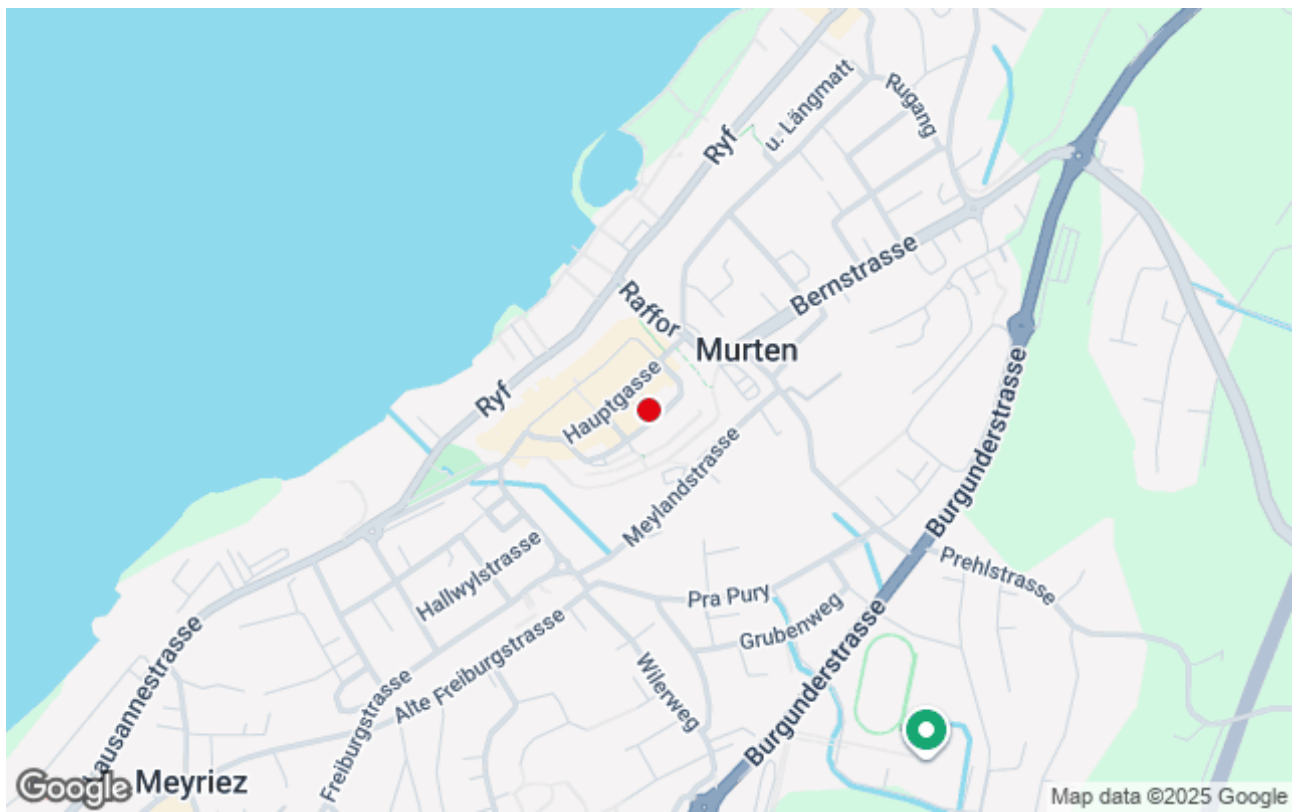 Ryf
u. Längmatt
Rugang
Raffor
Bernstrasse
Murten
Hauptgasse
Ryf
Meylandstrasse
Burgunderstrasse
Hallwylstrasse
Prehlstrasse
Pra Pury
Grubenweg
Lausannestrasse
Alte Freiburgstrasse
Wilerweg
Burgunderstrasse
Freiburgstrasse
Meyriez
Google
Map data ©2025 Google